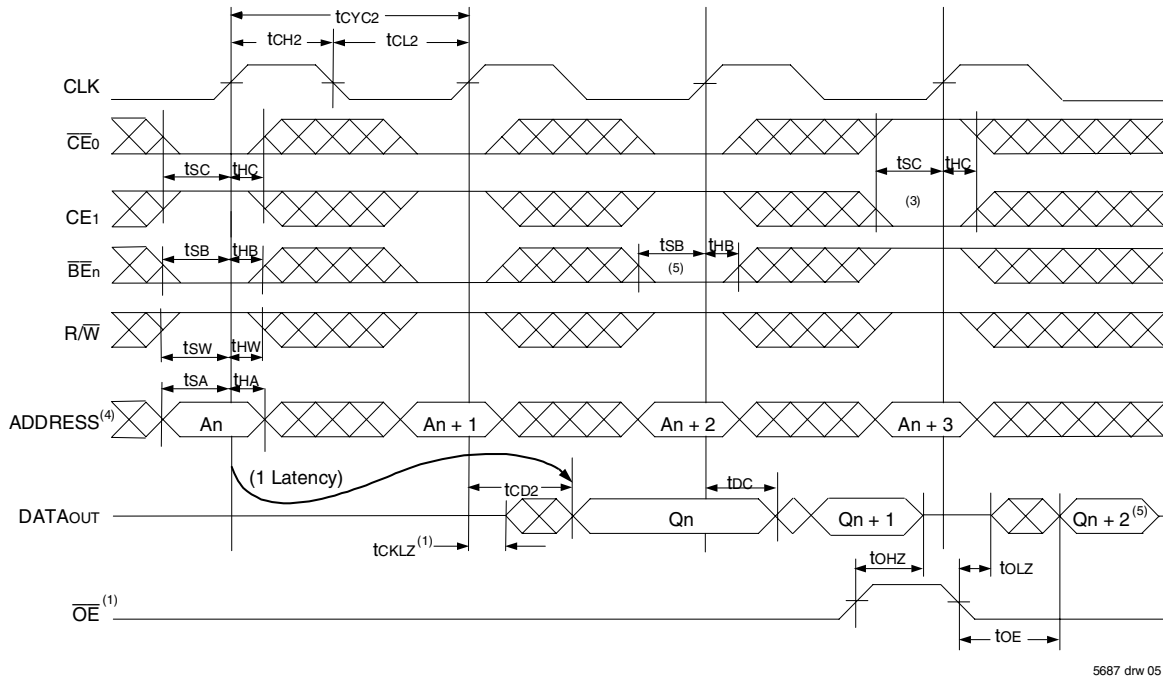 tCYC2
tCH2 tCL2
CLK
CE0
tSC tHC tSC tHC
CE1 (3)
tSB tHB tSB tHB
BEn (5)
R/W
tSW tHW
tSA tHA
ADDRESS(4) An An + 1 An + 2 An + 3
(1 Latency) tCD2 tDC
DATAOUT Qn Qn + 1 Qn + 2(5)
tCKLZ(1) tOHZ tOLZ
OE(1)
tOE
5687 drw 05